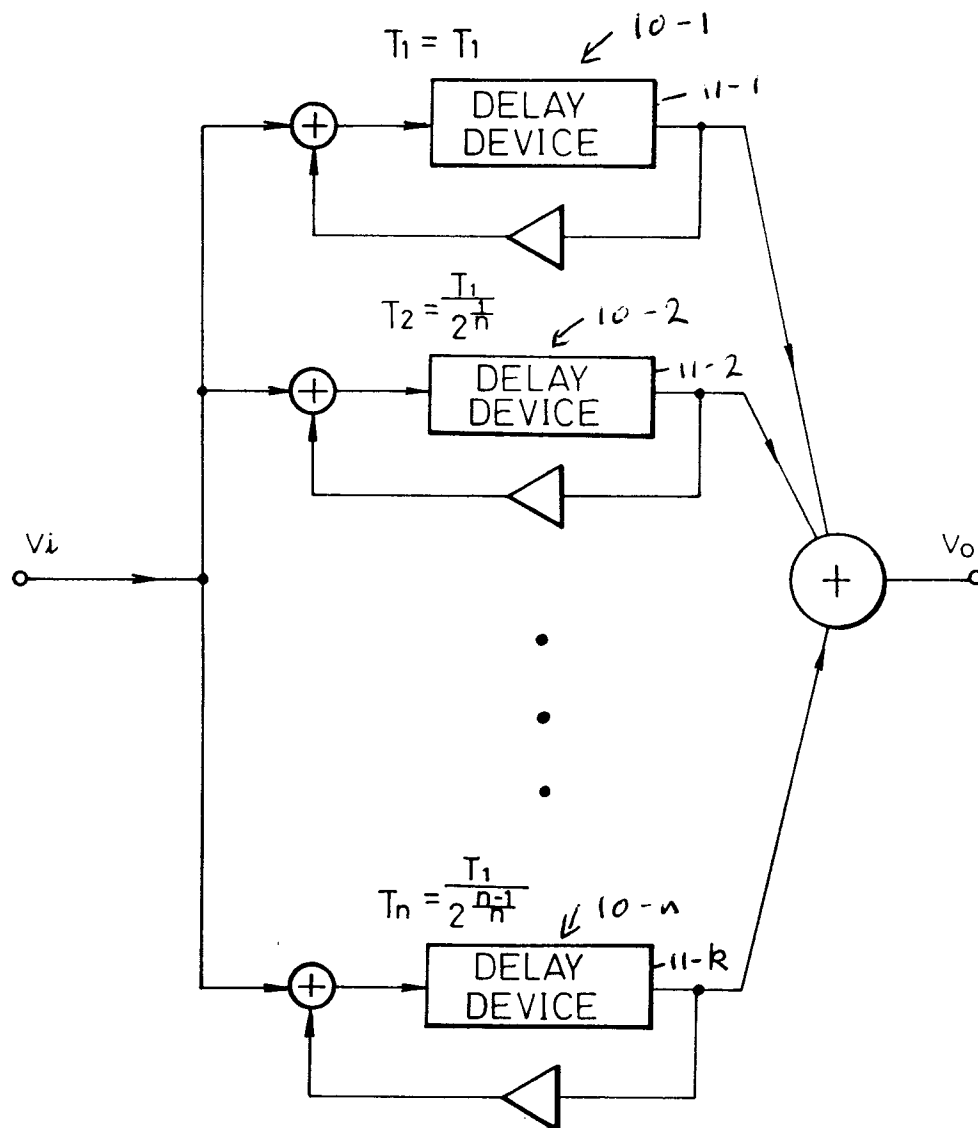 T₁ = T₁
10-1
11-1
DELAY
DEVICE
+
T₂ = T₁ / 2^(1/n)
10-2
11-2
DELAY
DEVICE
+
Vi
+
Vo
Tn = T₁ / 2^((n-1)/n)
10-n
11-k
DELAY
DEVICE
+